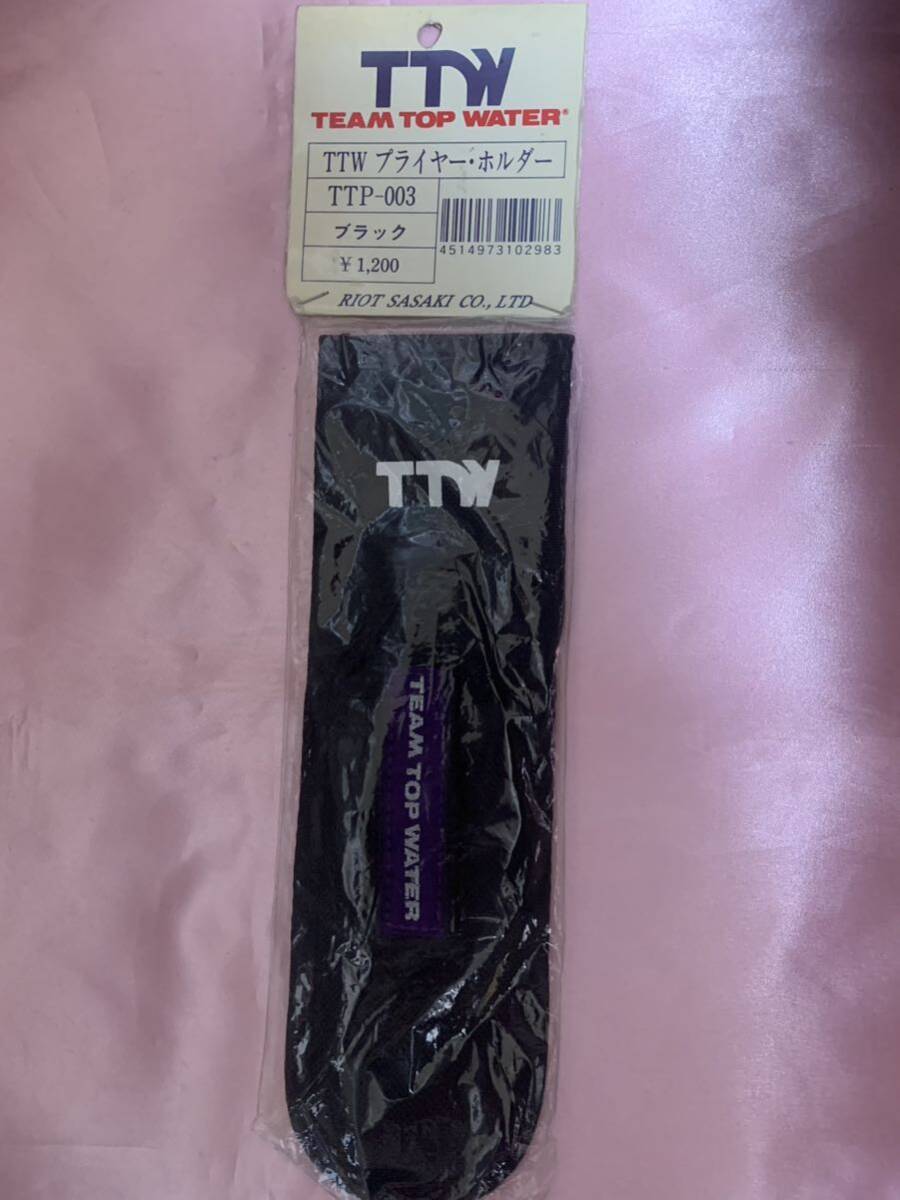 TTW
TEAM TOP WATER®
TTW プライヤー・ホルダー
TTP-003
ブラック
¥1,200
4514973102983
RIOT SASAKI CO., LTD
TTW
TEAM TOP WATER